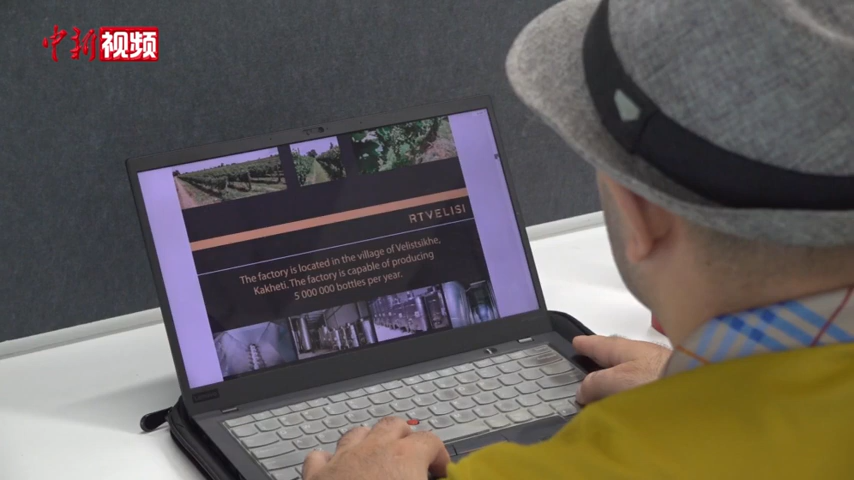 中新视频
RTVELISI
The factory is located in the village of Velistsikhe,
Kakheti. The factory is capable of producing
5 000 000 bottles per year.
Lenovo